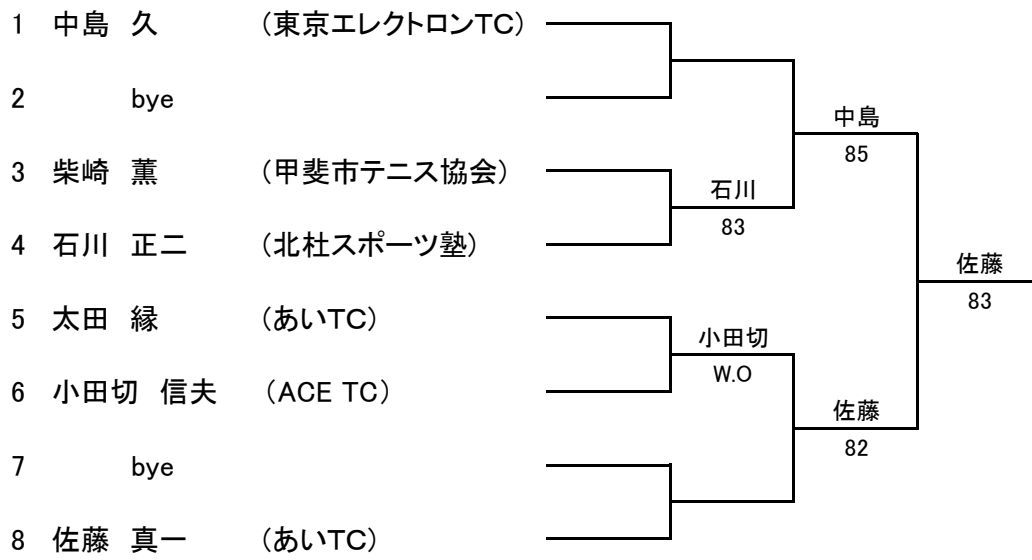 1 中島 久 (東京エレクトロンTC)
2 bye
中島
85
3 柴崎 薫 (甲斐市テニス協会)
石川
83
4 石川 正二 (北杜スポーツ塾)
佐藤
83
5 太田 縁 (あいTC)
小田切
W.O
6 小田切 信夫 (ACE TC)
佐藤
82
7 bye
8 佐藤 真一 (あいTC)